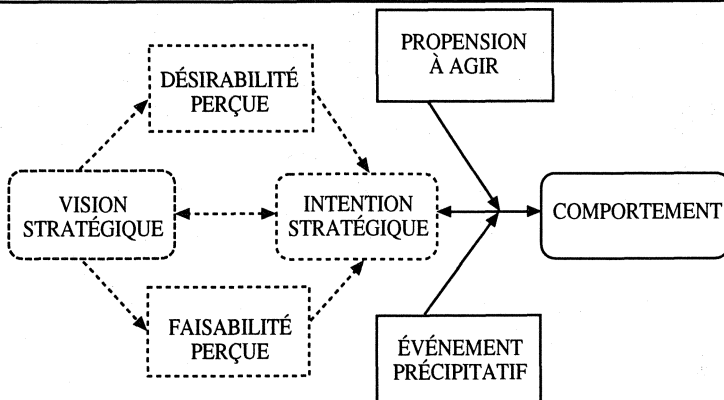 PROPENSION
À AGIR
DÉSIRABILITÉ
PERÇUE
VISION
STRATÉGIQUE
INTENTION
STRATÉGIQUE
COMPORTEMENT
FAISABILITÉ
PERÇUE
ÉVÉNEMENT
PRÉCIPITATIF